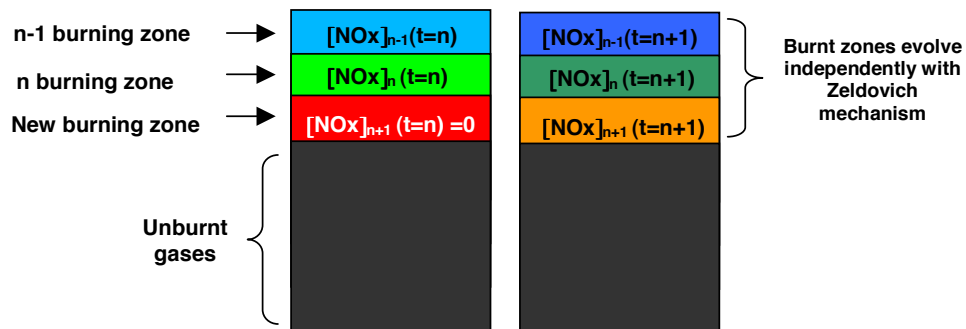 n-1 burning zone
n burning zone
New burning zone
Unburnt
gases
[NOx]n-1(t=n)
[NOx]n (t=n)
[NOx]n+1 (t=n) =0
[NOx]n-1(t=n+1)
[NOx]n (t=n+1)
[NOx]n+1 (t=n+1)
Burnt zones evolve
independently with
Zeldovich
mechanism